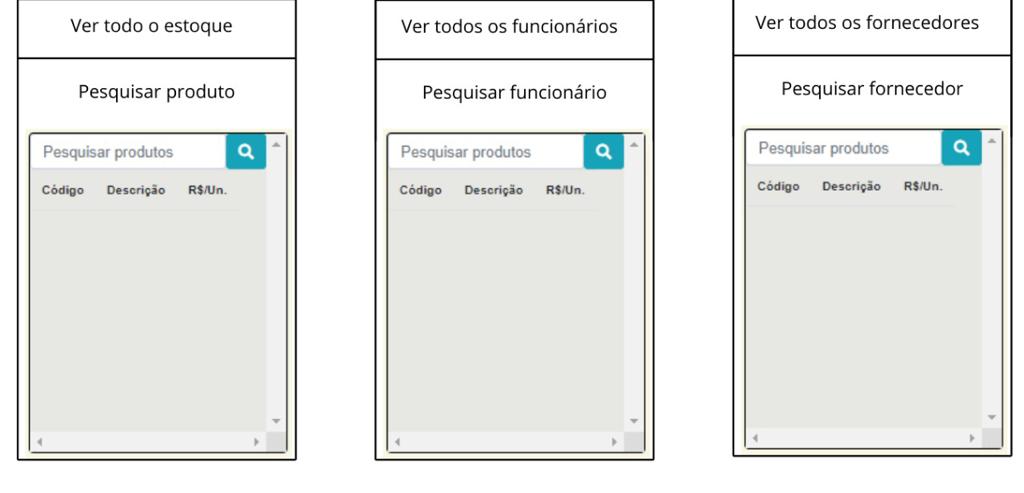 Ver todo o estoque
Pesquisar produto
Pesquisar produtos
Código Descrição R$/Un.
Ver todos os funcionários
Pesquisar funcionário
Pesquisar produtos
Código Descrição R$/Un.
Ver todos os fornecedores
Pesquisar fornecedor
Pesquisar produtos
Código Descrição R$/Un.